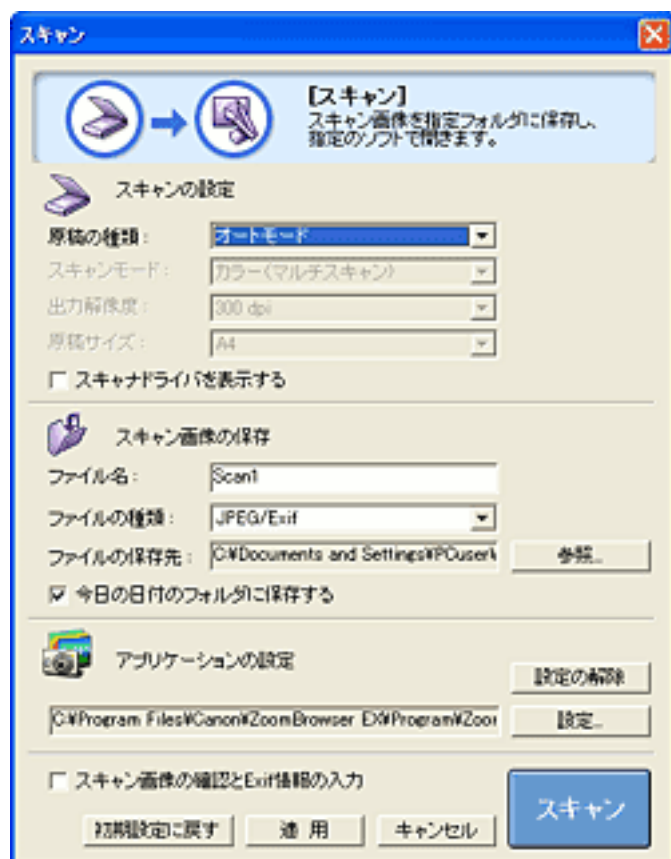 スキャン
[スキャン]
スキャン画像を指定フォルダに保存し、
指定のソフトで開きます。
スキャンの設定
原稿の種類: オートモード
スキャンモード: カラー(マルチスキャン)
出力解像度: 300 dpi
原稿サイズ: A4
スキャナドライバを表示する
スキャン画像の保存
ファイル名: Scan1
ファイルの種類: JPEG/Exif
ファイルの保存先: C:¥Documents and Settings¥PCuser¥ 参照...
今日の日付のフォルダに保存する
アプリケーションの設定
設定の解除
C:¥Program Files¥Canon¥ZoomBrowser EX¥Program¥Zoor 設定...
スキャン画像の確認とExif情報の入力
スキャン
初期設定に戻す 適 用 キャンセル